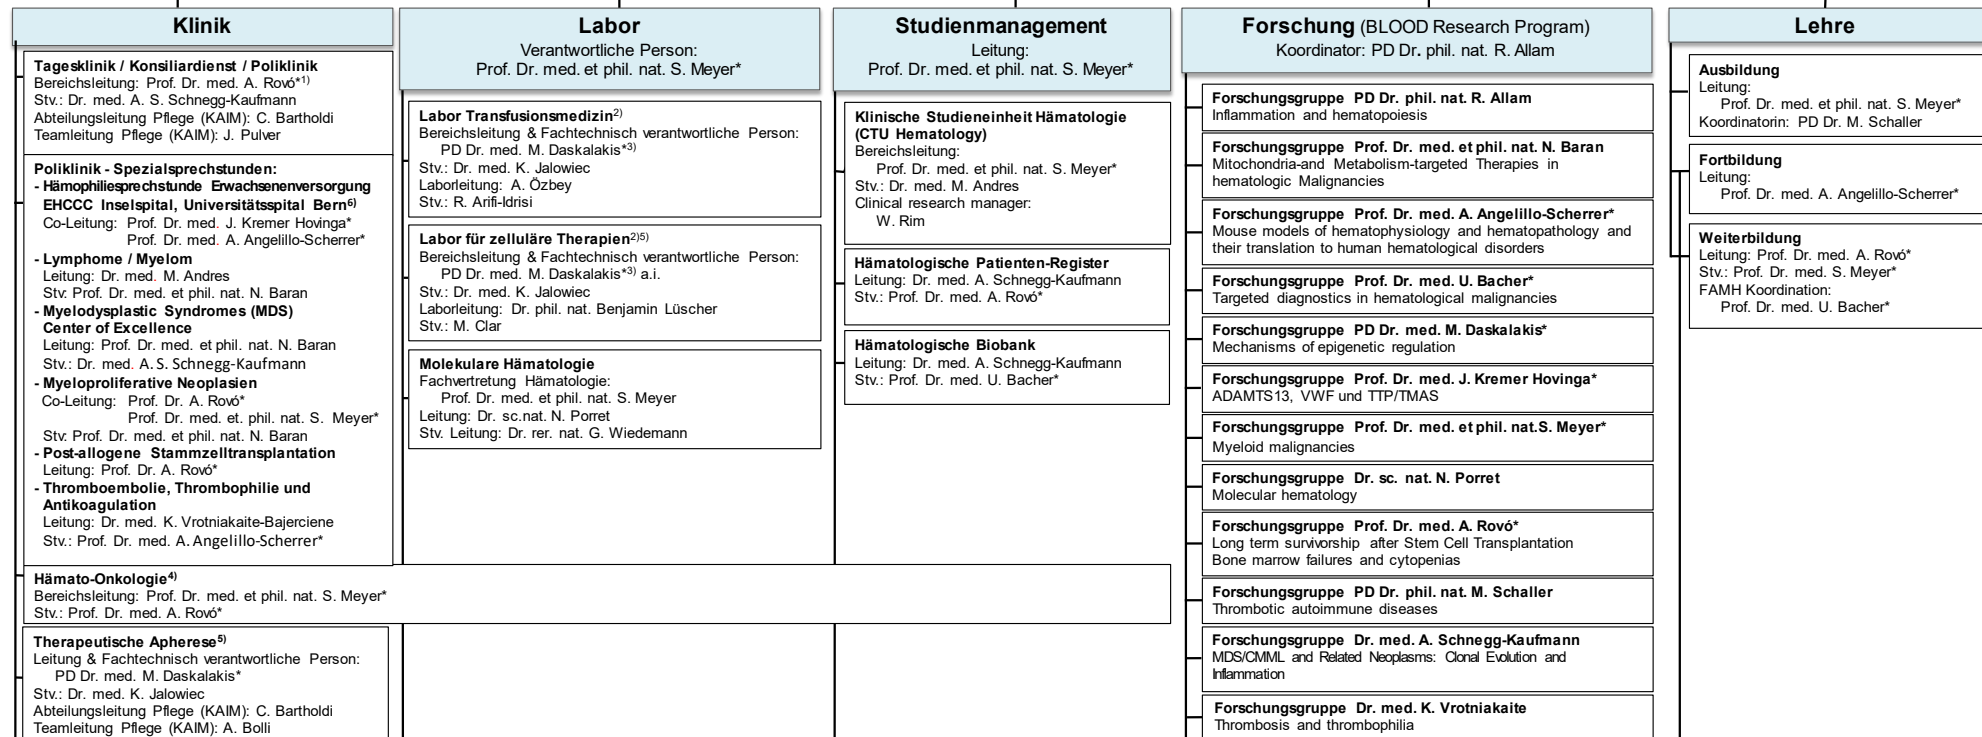 Klinik
Tagesklinik / Konsiliardienst / Poliklinik
Bereichsleitung: Prof. Dr. med. A. Rovó*1)
Stv.: Dr. med. A. S. Schnegg-Kaufmann
Abteilungsleitung Pflege (KAIM): C. Bartholdi
Teamleitung Pflege (KAIM): J. Pulver
Poliklinik - Spezialsprechstunden:
- Hämophiliesprechstunde Erwachsenenversorgung
EHCCC Inselspital, Universitätsspital Bern6)
Co-Leitung: Prof. Dr. med. J. Kremer Hovinga*
Prof. Dr. med. A. Angelillo-Scherrer*
- Lymphome / Myelom
Leitung: Dr. med. M. Andres
Stv: Prof. Dr. med. et phil. nat. N. Baran
- Myelodysplastic Syndromes (MDS)
Center of Excellence
Leitung: Prof. Dr. med. et phil. nat. N. Baran
Stv.: Dr. med. A. S. Schnegg-Kaufmann
- Myeloproliferative Neoplasien
Co-Leitung: Prof. Dr. A. Rovó*
Prof. Dr. med. et. phil. nat. S. Meyer*
Stv: Prof. Dr. med. et phil. nat. N. Baran
- Post-allogene Stammzelltransplantation
Leitung: Prof. Dr. A. Rovó*
- Thromboembolie, Thrombophilie und
Antikoagulation
Leitung: Dr. med. K. Vrotniakaite-Bajerciene
Stv.: Prof. Dr. med. A. Angelillo-Scherrer*
Hämato-Onkologie4)
Bereichsleitung: Prof. Dr. med. et phil. nat. S. Meyer*
Stv.: Prof. Dr. med. A. Rovó*
Therapeutische Apherese5)
Leitung & Fachtechnisch verantwortliche Person:
PD Dr. med. M. Daskalakis*
Stv.: Dr. med. K. Jalowiec
Abteilungsleitung Pflege (KAIM): C. Bartholdi
Teamleitung Pflege (KAIM): A. Bolli
Labor
Verantwortliche Person:
Prof. Dr. med. et phil. nat. S. Meyer*
Labor Transfusionsmedizin2)
Bereichsleitung & Fachtechnisch verantwortliche Person:
PD Dr. med. M. Daskalakis*3)
Stv.: Dr. med. K. Jalowiec
Laborleitung: A. Özbey
Stv.: R. Arifi-Idrisi
Labor für zelluläre Therapien2)5)
Bereichsleitung & Fachtechnisch verantwortliche Person:
PD Dr. med. M. Daskalakis*3) a.i.
Stv.: Dr. med. K. Jalowiec
Laborleitung: Dr. phil. nat. Benjamin Lüscher
Stv.: M. Clar
Molekulare Hämatologie
Fachvertretung Hämatologie:
Prof. Dr. med. et phil. nat. S. Meyer
Leitung: Dr. sc.nat. N. Porret
Stv. Leitung: Dr. rer. nat. G. Wiedemann
Studienmanagement
Leitung:
Prof. Dr. med. et phil. nat. S. Meyer*
Klinische Studieneinheit Hämatologie
(CTU Hematology)
Bereichsleitung:
Prof. Dr. med. et phil. nat. S. Meyer*
Stv.: Dr. med. M. Andres
Clinical research manager:
W. Rim
Hämatologische Patienten-Register
Leitung: Dr. med. A. Schnegg-Kaufmann
Stv.: Prof. Dr. med. A. Rovó*
Hämatologische Biobank
Leitung: Dr. med. A. Schnegg-Kaufmann
Stv.: Prof. Dr. med. U. Bacher*
Forschung (BLOOD Research Program)
Koordinator: PD Dr. phil. nat. R. Allam
Forschungsgruppe PD Dr. phil. nat. R. Allam
Inflammation and hematopoiesis
Forschungsgruppe Prof. Dr. med. et phil. nat. N. Baran
Mitochondria-and Metabolism-targeted Therapies in
hematologic Malignancies
Forschungsgruppe Prof. Dr. med. A. Angelillo-Scherrer*
Mouse models of hematophysiology and hematopathology and
their translation to human hematological disorders
Forschungsgruppe Prof. Dr. med. U. Bacher*
Targeted diagnostics in hematological malignancies
Forschungsgruppe PD Dr. med. M. Daskalakis*
Mechanisms of epigenetic regulation
Forschungsgruppe Prof. Dr. med. J. Kremer Hovinga*
ADAMTS13, VWF und TTP/TMAS
Forschungsgruppe Prof. Dr. med. et phil. nat.S. Meyer*
Myeloid malignancies
Forschungsgruppe Dr. sc. nat. N. Porret
Molecular hematology
Forschungsgruppe Prof. Dr. med. A. Rovó*
Long term survivorship after Stem Cell Transplantation
Bone marrow failures and cytopenias
Forschungsgruppe PD Dr. phil. nat. M. Schaller
Thrombotic autoimmune diseases
Forschungsgruppe Dr. med. A. Schnegg-Kaufmann
MDS/CMML and Related Neoplasms: Clonal Evolution and
Inflammation
Forschungsgruppe Dr. med. K. Vrotniakaite
Thrombosis and thrombophilia
Lehre
Ausbildung
Leitung:
Prof. Dr. med. et phil. nat. S. Meyer*
Koordinatorin: PD Dr. M. Schaller
Fortbildung
Leitung:
Prof. Dr. med. A. Angelillo-Scherrer*
Weiterbildung
Leitung: Prof. Dr. med. A. Rovó*
Stv.: Prof. Dr. med. S. Meyer*
FAMH Koordination:
Prof. Dr. med. U. Bacher*